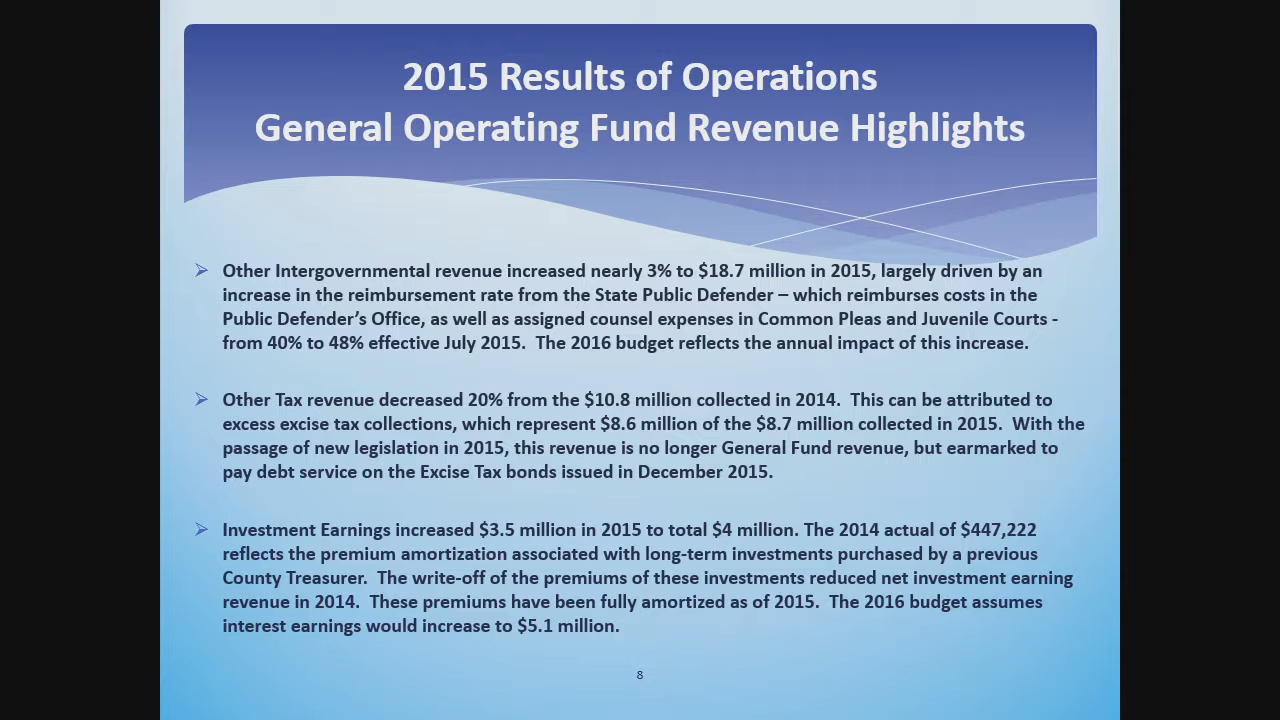 2015 Results of Operations
General Operating Fund Revenue Highlights
Other Intergovernmental revenue increased nearly 3% to $18.7 million in 2015, largely driven by an
increase in the reimbursement rate from the State Public Defender – which reimburses costs in the
Public Defender’s Office, as well as assigned counsel expenses in Common Pleas and Juvenile Courts -
from 40% to 48% effective July 2015.  The 2016 budget reflects the annual impact of this increase.
Other Tax revenue decreased 20% from the $10.8 million collected in 2014.  This can be attributed to
excess excise tax collections, which represent $8.6 million of the $8.7 million collected in 2015.  With the
passage of new legislation in 2015, this revenue is no longer General Fund revenue, but earmarked to
pay debt service on the Excise Tax bonds issued in December 2015.
Investment Earnings increased $3.5 million in 2015 to total $4 million. The 2014 actual of $447,222
reflects the premium amortization associated with long-term investments purchased by a previous
County Treasurer.  The write-off of the premiums of these investments reduced net investment earning
revenue in 2014.  These premiums have been fully amortized as of 2015.  The 2016 budget assumes
interest earnings would increase to $5.1 million.
8